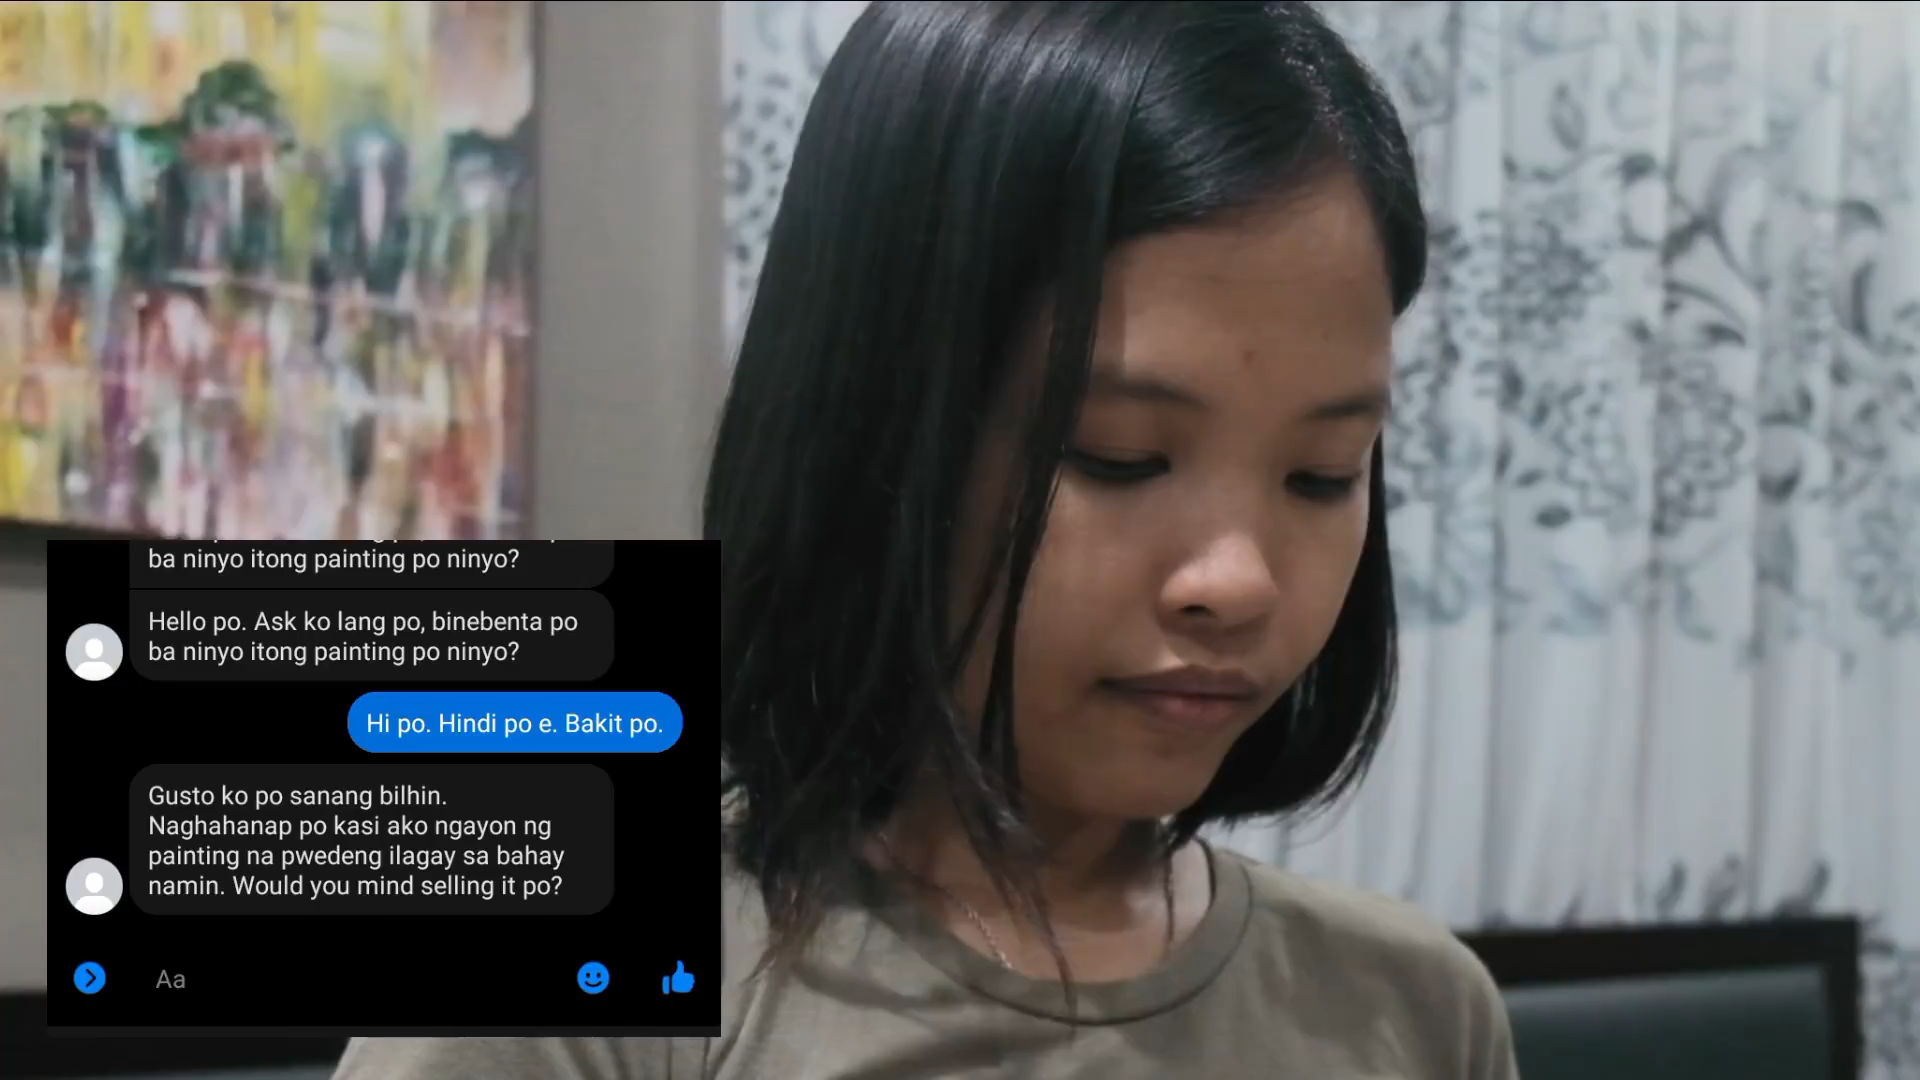 ba ninyo itong painting po ninyo?
Hello po. Ask ko lang po, binebenta po
ba ninyo itong painting po ninyo?
Hi po. Hindi po e. Bakit po.
Gusto ko po sanang bilhin.
Naghahanap po kasi ako ngayon ng
painting na pwedeng ilagay sa bahay
namin. Would you mind selling it po?
Aa